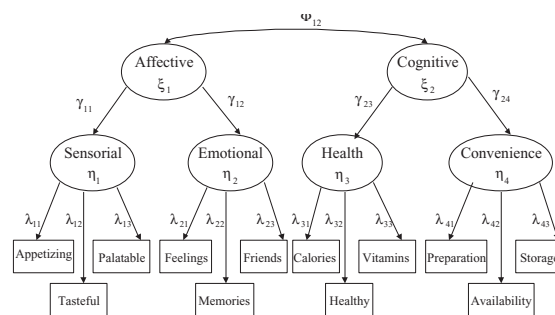 Φ12
Affective
ξ1
Cognitive
ξ2
γ11
γ12
γ23
γ24
Sensorial
η1
Emotional
η2
Health
η3
Convenience
η4
λ11
λ12
λ13
λ21
λ22
λ23
λ31
λ32
λ33
λ41
λ42
λ43
Appetizing
Palatable
Feelings
Friends
Calories
Vitamins
Preparation
Storage
Tasteful
Memories
Healthy
Availability